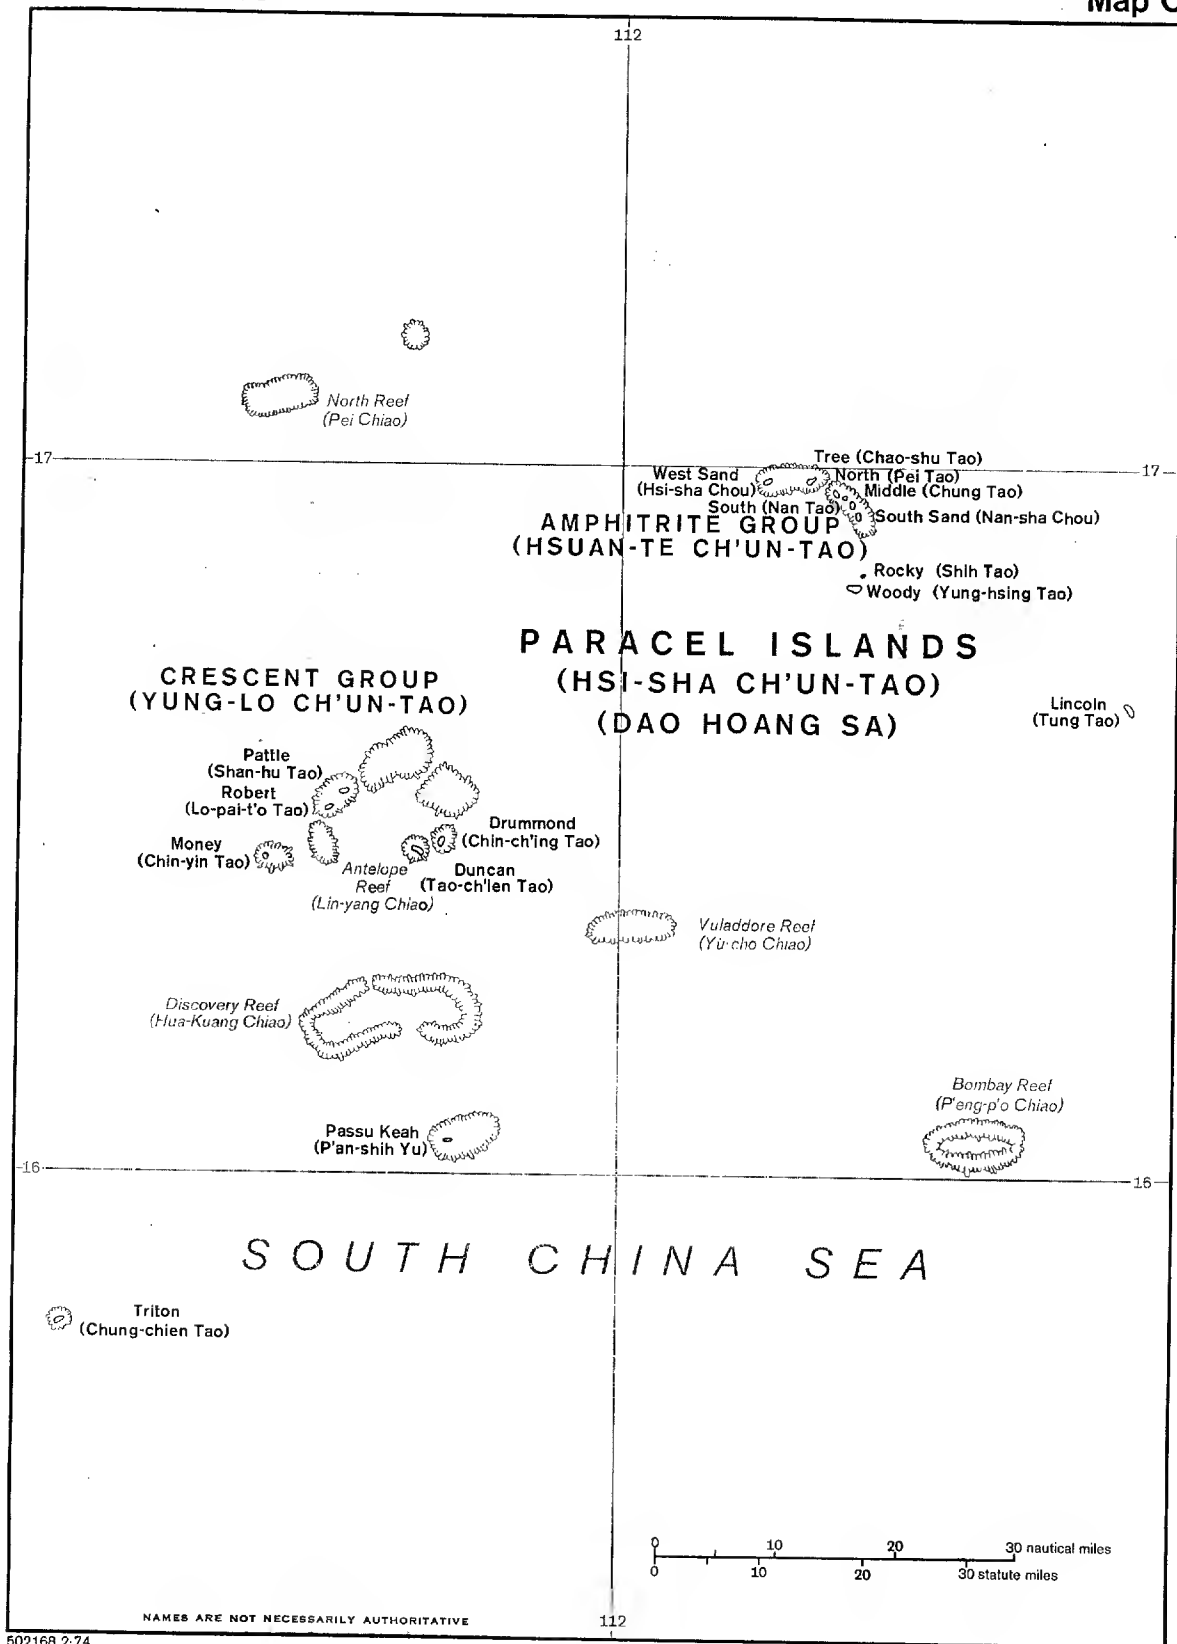 Map C
112
North Reef
(Pei Chiao)
17
17
Tree (Chao-shu Tao)
West Sand
(Hsi-sha Chou)
North (Pei Tao)
Middle (Chung Tao)
South (Nan Tao)
South Sand (Nan-sha Chou)
AMPHITRITE GROUP
(HSUAN-TE CH'UN-TAO)
Rocky (Shih Tao)
Woody (Yung-hsing Tao)
PARACEL ISLANDS
(HSI-SHA CH'UN-TAO)
(DAO HOANG SA)
CRESCENT GROUP
(YUNG-LO CH'UN-TAO)
Lincoln
(Tung Tao)
Pattle
(Shan-hu Tao)
Robert
(Lo-pai-t'o Tao)
Money
(Chin-yin Tao)
Drummond
(Chin-ch'ing Tao)
Antelope
Reef
(Lin-yang Chiao)
Duncan
(Tao-ch'ien Tao)
Vuladdore Reef
(Yü-cho Chiao)
Discovery Reef
(Hua-Kuang Chiao)
Bombay Reef
(P'eng-p'o Chiao)
Passu Keah
(P'an-shih Yu)
16
16
SOUTH CHINA SEA
Triton
(Chung-chien Tao)
0 10 20 30 nautical miles
0 10 20 30 statute miles
NAMES ARE NOT NECESSARILY AUTHORITATIVE
112
502168 2-74